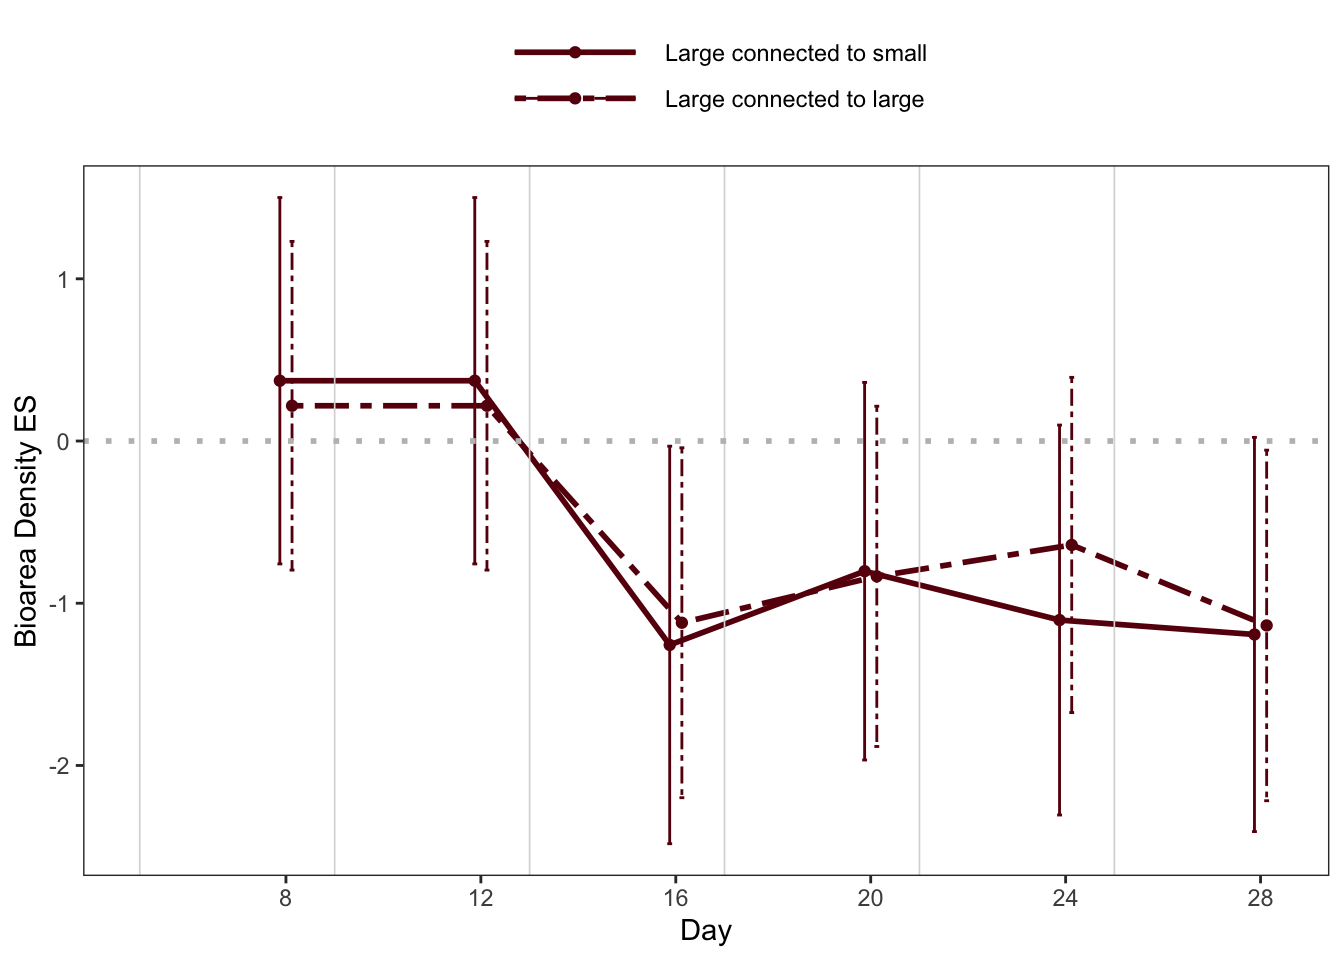 Large connected to small
Large connected to large
Bioarea Density ES
1
0
-1
-2
8 12 16 20 24 28
Day